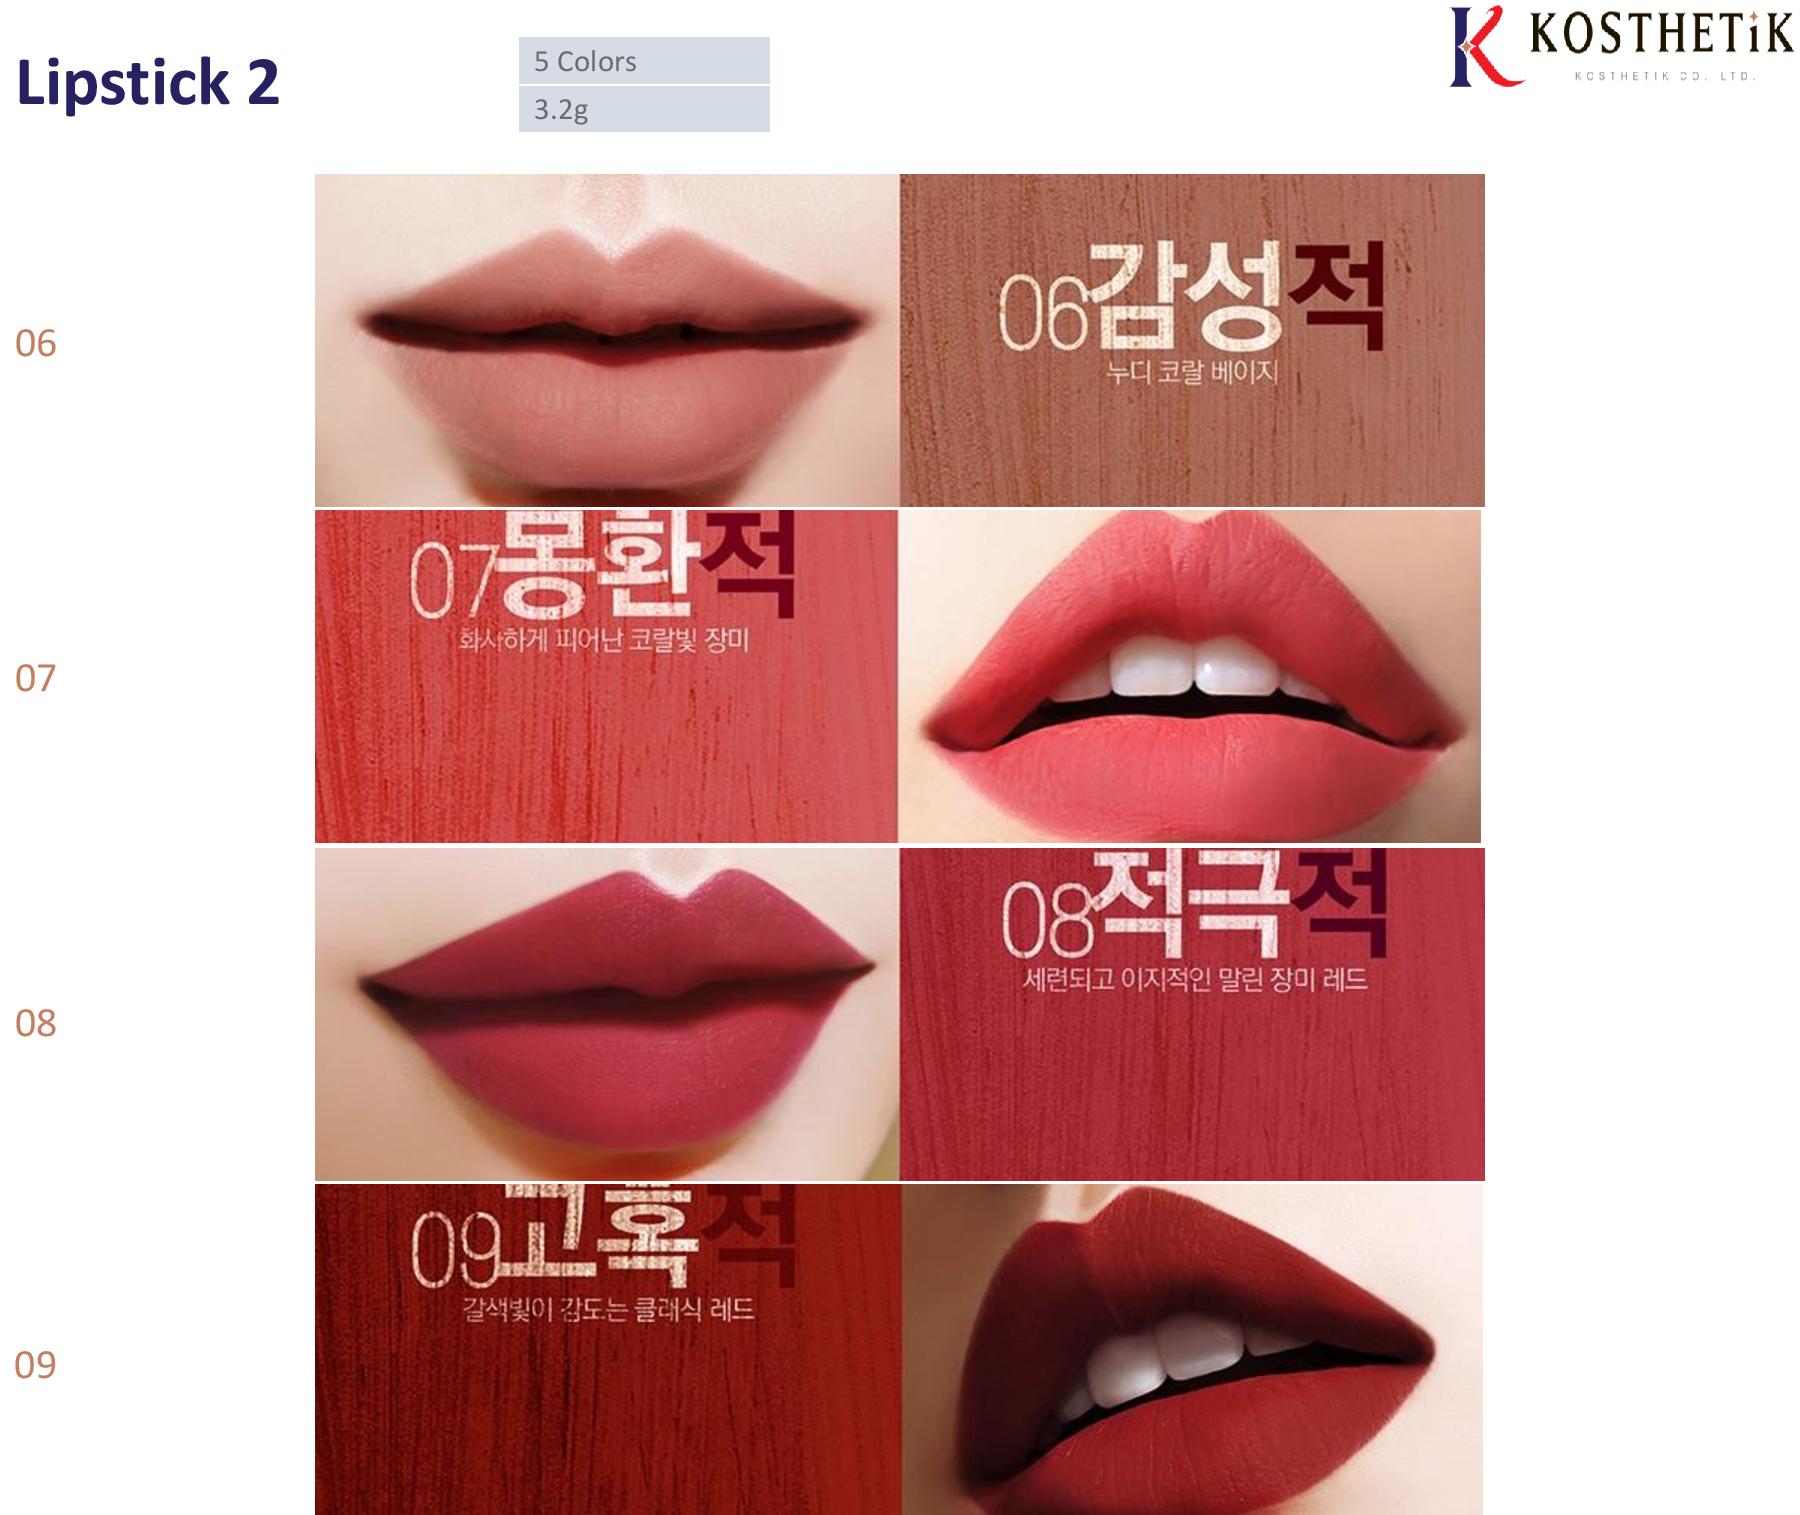 Lipstick 2
5 Colors
3.2g
KOSTHETiK
KOSTHETIK CO. LTD.
06
06감성적
누디 코랄 베이지
07
07몽환적
화사하게 피어난 코랄빛 장미
08
08적극적
세련되고 이지적인 말린 장미 레드
09
09고혹적
갈색빛이 감도는 클래식 레드